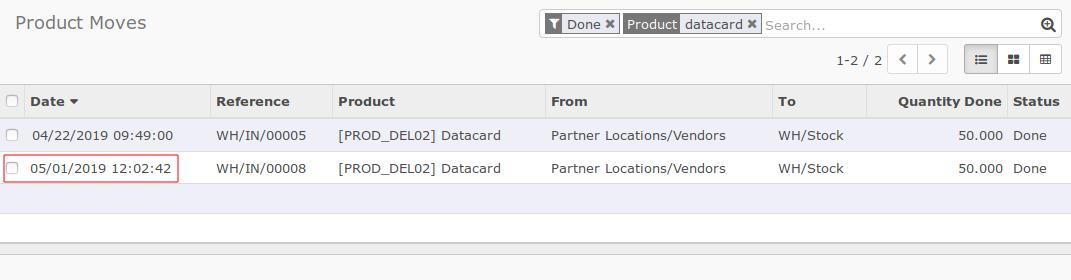 Product Moves
Done ✖ Product datacard ✖ Search...
1-2 / 2
Date Reference Product From To Quantity Done Status
04/22/2019 09:49:00 WH/IN/00005 [PROD_DEL02] Datacard Partner Locations/Vendors WH/Stock 50.000 Done
05/01/2019 12:02:42 WH/IN/00008 [PROD_DEL02] Datacard Partner Locations/Vendors WH/Stock 50.000 Done